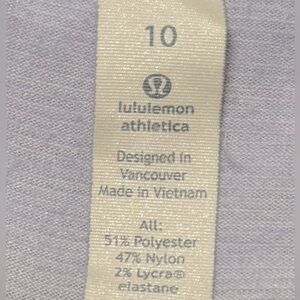 10
lululemon
athletica
Designed in
Vancouver
Made in Vietnam
All:
51% Polyester
47% Nylon
2% Lycra®
elastane